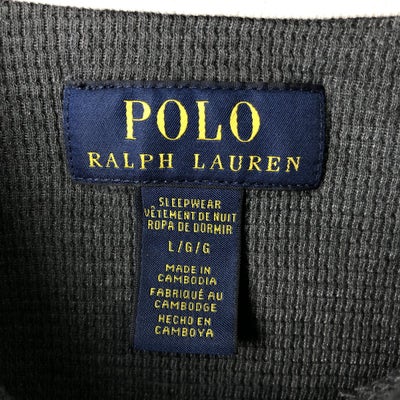 POLO
RALPH LAUREN
SLEEPWEAR
VÊTEMENT DE NUIT
ROPA DE DORMIR
L/G/G
MADE IN
CAMBODIA
FABRIQUÉ AU
CAMBODGE
HECHO EN
CAMBOYA